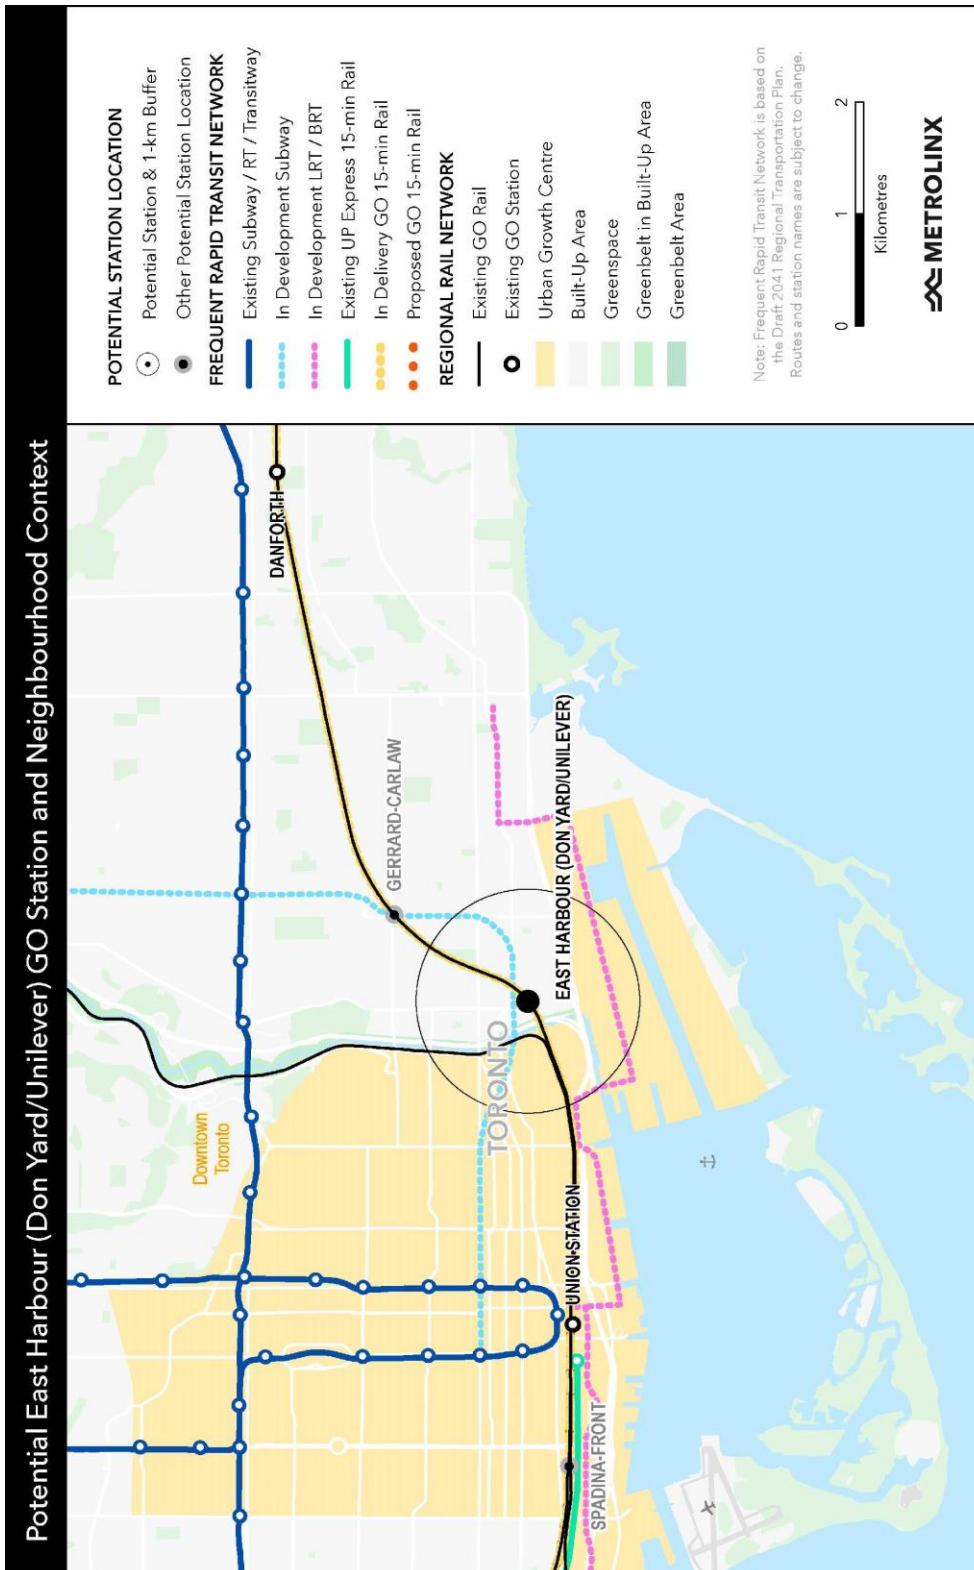 Potential East Harbour (Don Yard/Unilever) GO Station and Neighbourhood Context
Downtown
Toronto
TORONTO
DANFORTH
GERRARD-CARLAW
EAST HARBOUR (DON YARD/UNILEVER)
UNION STATION
SPADINA-FRONT
POTENTIAL STATION LOCATION
Potential Station & 1-km Buffer
Other Potential Station Location
FREQUENT RAPID TRANSIT NETWORK
Existing Subway / RT / Transitway
In Development Subway
In Development LRT / BRT
Existing UP Express 15-min Rail
In Delivery GO 15-min Rail
Proposed GO 15-min Rail
REGIONAL RAIL NETWORK
Existing GO Rail
Existing GO Station
Urban Growth Centre
Built-Up Area
Greenspace
Greenbelt in Built-Up Area
Greenbelt Area
Note: Frequent Rapid Transit Network is based on
the Draft 2041 Regional Transportation Plan.
Routes and station names are subject to change.
0 1 2
Kilometres
METROLINX